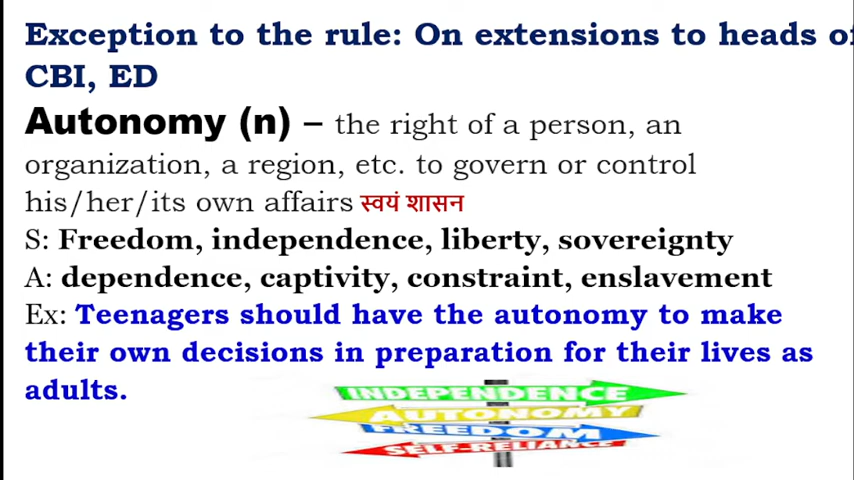 Exception to the rule: On extensions to heads of
CBI, ED
Autonomy (n) – the right of a person, an
organization, a region, etc. to govern or control
his/her/its own affairs स्वयं शासन
S: Freedom, independence, liberty, sovereignty
A: dependence, captivity, constraint, enslavement
Ex: Teenagers should have the autonomy to make
their own decisions in preparation for their lives as
adults.
INDEPENDENCE
AUTONOMY
FREEDOM
SELF-RELIANCE